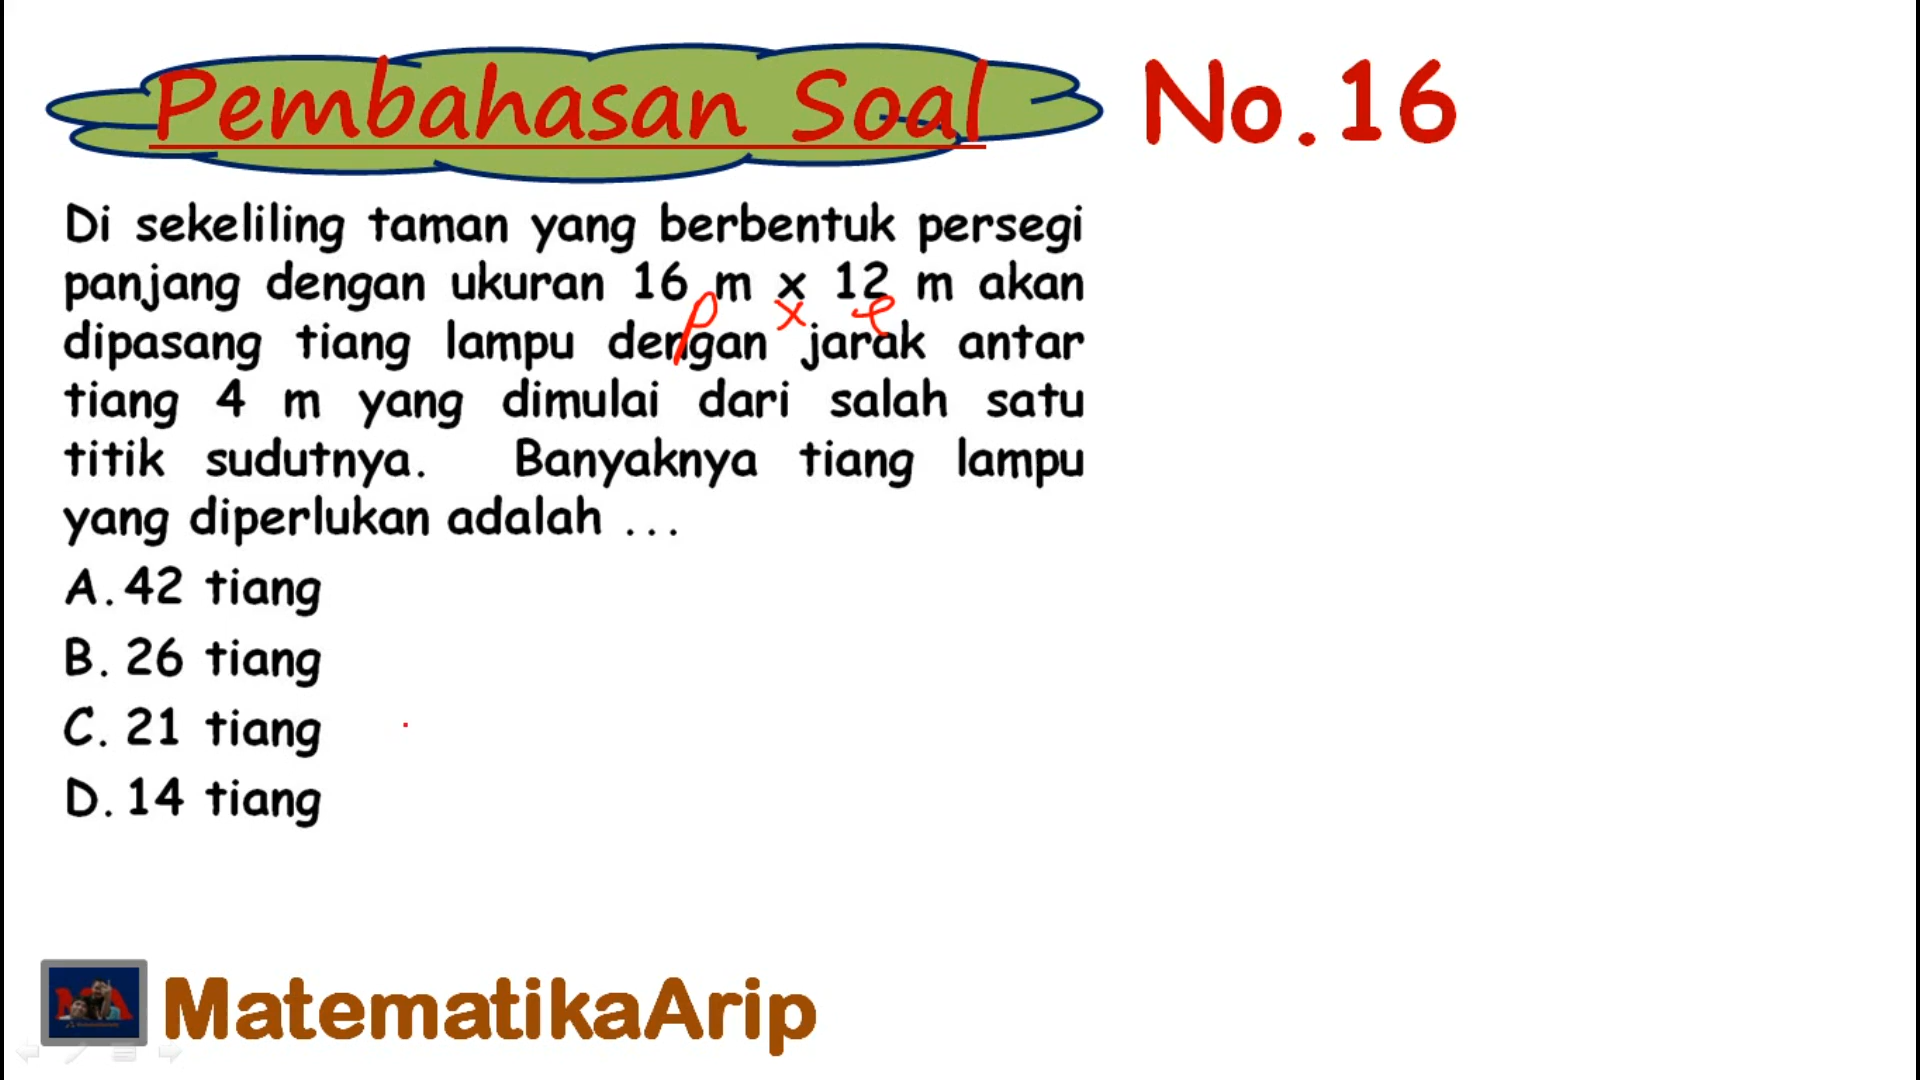 Pembahasan Soal No.16
Di sekeliling taman yang berbentuk persegi
panjang dengan ukuran 16 m x 12 m akan
p x l
dipasang tiang lampu dengan jarak antar
tiang 4 m yang dimulai dari salah satu
titik sudutnya. Banyaknya tiang lampu
yang diperlukan adalah ...
A. 42 tiang
B. 26 tiang
C. 21 tiang
D. 14 tiang
MatematikaArip